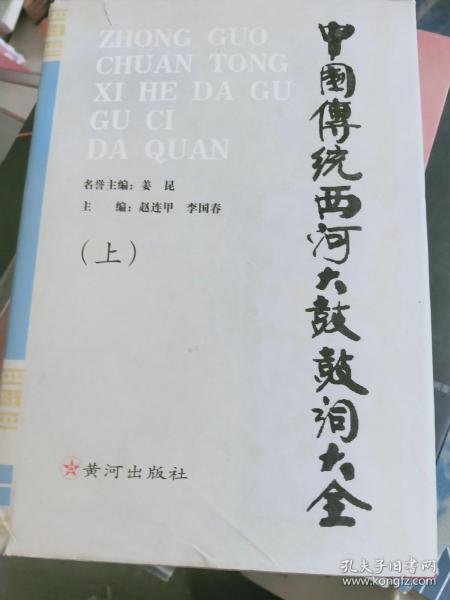 ZHONG GUO
CHUAN TONG
XI HE DA GU
GU CI
DA QUAN
中國傳统西河大鼓鼓词大全
名誉主编：姜 昆
主 编：赵连甲 李国春
（上）
黄河出版社
孔夫子旧书网
www.kongfz.com